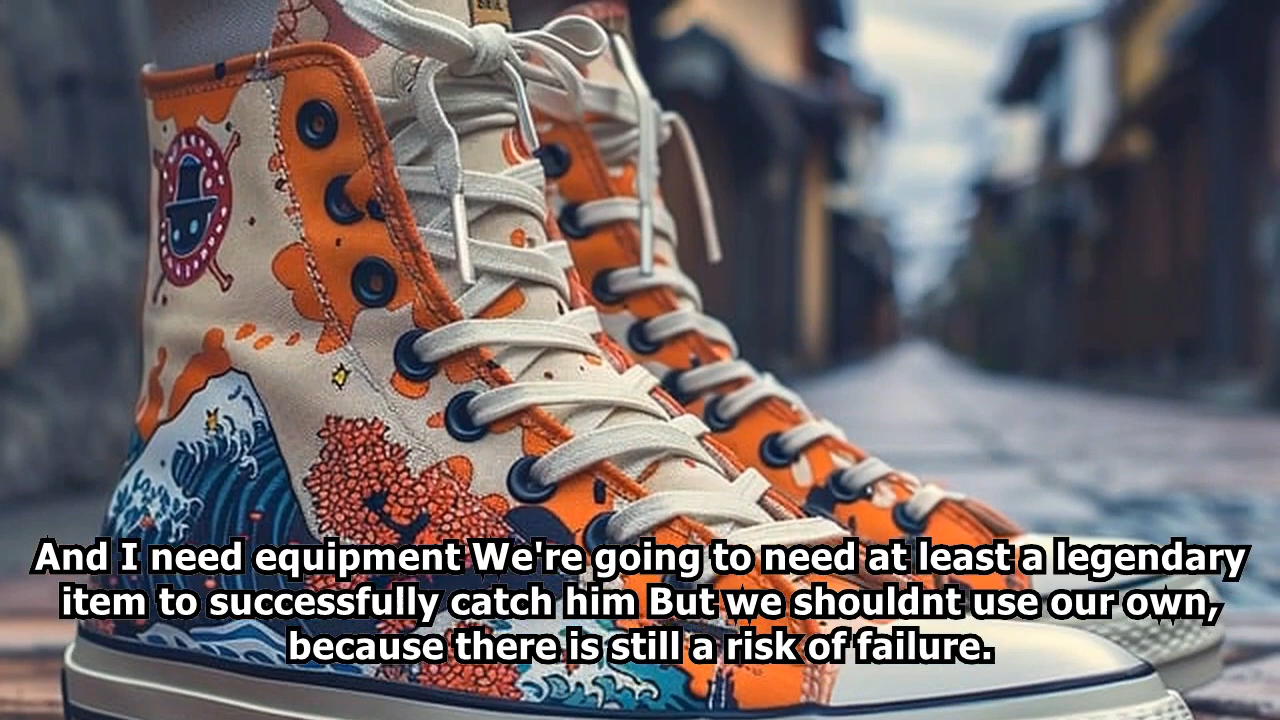 And I need equipment We're going to need at least a legendary
item to successfully catch him But we shouldnt use our own,
because there is still a risk of failure.